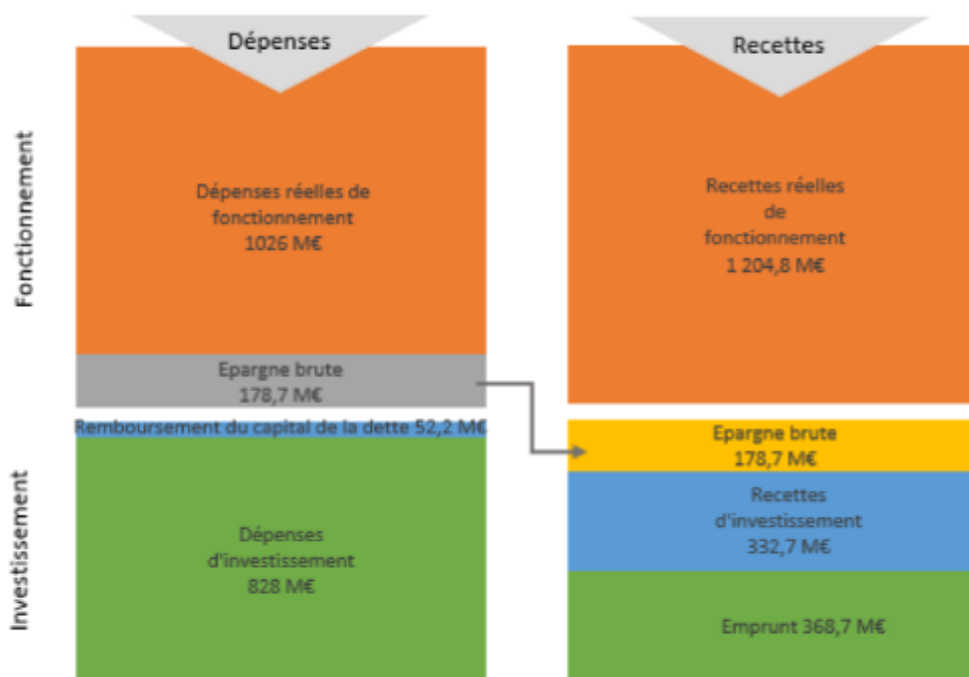 Dépenses
Recettes
Fonctionnement
Dépenses réelles de
fonctionnement
1026 M€
Recettes réelles
de
fonctionnement
1 204,8 M€
Epargne brute
178,7 M€
Investissement
Remboursement du capital de la dette 52,2 M€
Dépenses
d'investissement
828 M€
Epargne brute
178,7 M€
Recettes
d'investissement
332,7 M€
Emprunt 368,7 M€